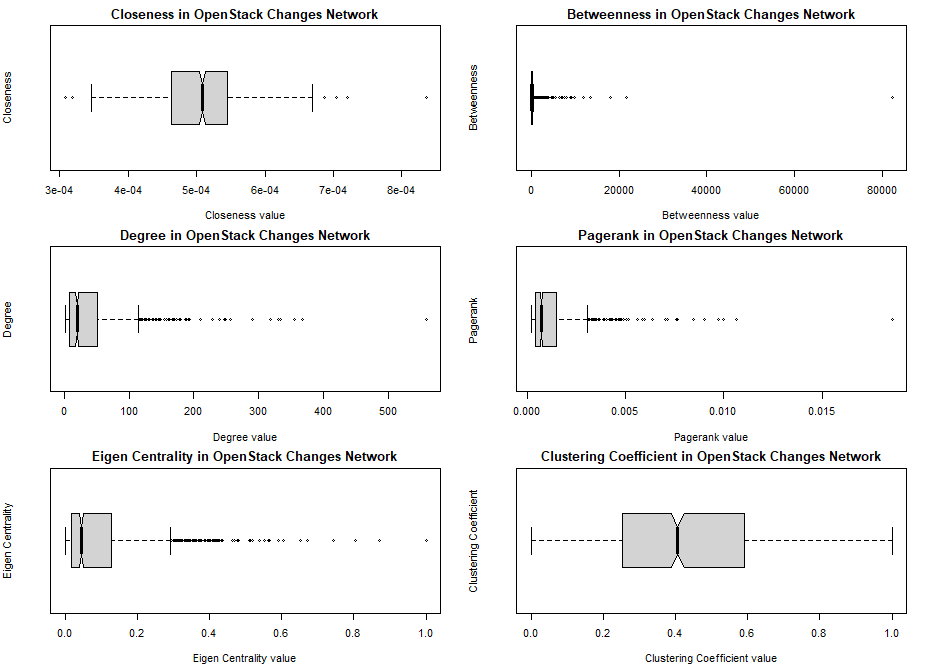 Closeness in OpenStack Changes Network
Closeness
3e-04 4e-04 5e-04 6e-04 7e-04 8e-04
Closeness value
Betweenness in OpenStack Changes Network
Betweenness
0 20000 40000 60000 80000
Betweenness value
Degree in OpenStack Changes Network
Degree
0 100 200 300 400 500
Degree value
Pagerank in OpenStack Changes Network
Pagerank
0.000 0.005 0.010 0.015
Pagerank value
Eigen Centrality in OpenStack Changes Network
Eigen Centrality
0.0 0.2 0.4 0.6 0.8 1.0
Eigen Centrality value
Clustering Coefficient in OpenStack Changes Network
Clustering Coefficient
0.0 0.2 0.4 0.6 0.8 1.0
Clustering Coefficient value